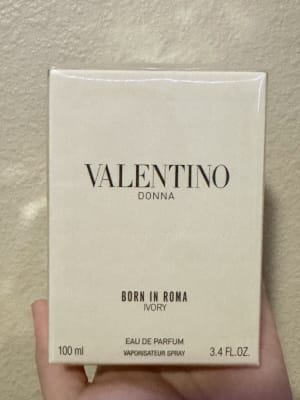 VALENTINO
DONNA
BORN IN ROMA
IVORY
EAU DE PARFUM
100 ml VAPORISATEUR SPRAY 3.4 FL.OZ.